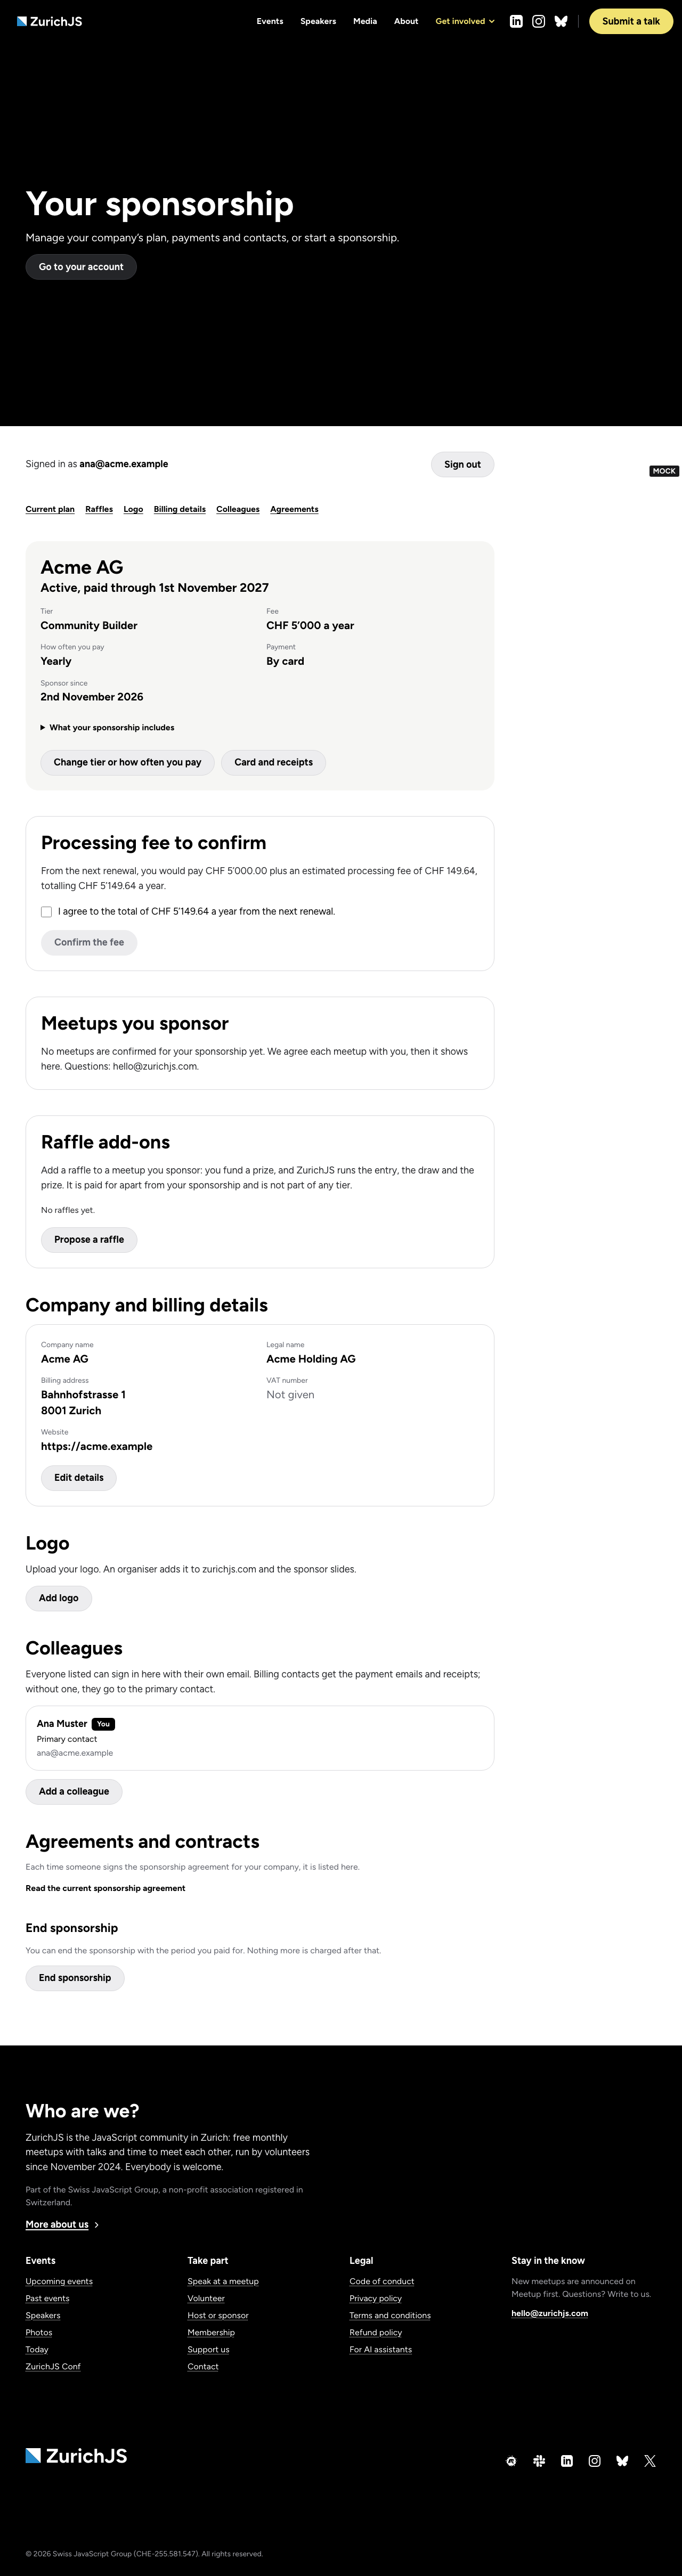 ZurichJS
Events
Speakers
Media
About
Get involved
Submit a talk
Your sponsorship
Manage your company’s plan, payments and contacts, or start a sponsorship.
Go to your account
Signed in as ana@acme.example
Sign out
MOCK
Current plan
Raffles
Logo
Billing details
Colleagues
Agreements
Acme AG
Active, paid through 1st November 2027
Tier
Community Builder
Fee
CHF 5’000 a year
How often you pay
Yearly
Payment
By card
Sponsor since
2nd November 2026
What your sponsorship includes
Change tier or how often you pay
Card and receipts
Processing fee to confirm
From the next renewal, you would pay CHF 5’000.00 plus an estimated processing fee of CHF 149.64,
totalling CHF 5’149.64 a year.
I agree to the total of CHF 5’149.64 a year from the next renewal.
Confirm the fee
Meetups you sponsor
No meetups are confirmed for your sponsorship yet. We agree each meetup with you, then it shows
here. Questions: hello@zurichjs.com.
Raffle add-ons
Add a raffle to a meetup you sponsor: you fund a prize, and ZurichJS runs the entry, the draw and the
prize. It is paid for apart from your sponsorship and is not part of any tier.
No raffles yet.
Propose a raffle
Company and billing details
Company name
Acme AG
Legal name
Acme Holding AG
Billing address
Bahnhofstrasse 1
8001 Zurich
VAT number
Not given
Website
https://acme.example
Edit details
Logo
Upload your logo. An organiser adds it to zurichjs.com and the sponsor slides.
Add logo
Colleagues
Everyone listed can sign in here with their own email. Billing contacts get the payment emails and receipts;
without one, they go to the primary contact.
Ana Muster
You
Primary contact
ana@acme.example
Add a colleague
Agreements and contracts
Each time someone signs the sponsorship agreement for your company, it is listed here.
Read the current sponsorship agreement
End sponsorship
You can end the sponsorship with the period you paid for. Nothing more is charged after that.
End sponsorship
Who are we?
ZurichJS is the JavaScript community in Zurich: free monthly
meetups with talks and time to meet each other, run by volunteers
since November 2024. Everybody is welcome.
Part of the Swiss JavaScript Group, a non-profit association registered in
Switzerland.
More about us
Events
Upcoming events
Past events
Speakers
Photos
Today
ZurichJS Conf
Take part
Speak at a meetup
Volunteer
Host or sponsor
Membership
Support us
Contact
Legal
Code of conduct
Privacy policy
Terms and conditions
Refund policy
For AI assistants
Stay in the know
New meetups are announced on
Meetup first. Questions? Write to us.
hello@zurichjs.com
ZurichJS
© 2026 Swiss JavaScript Group (CHE-255.581.547). All rights reserved.